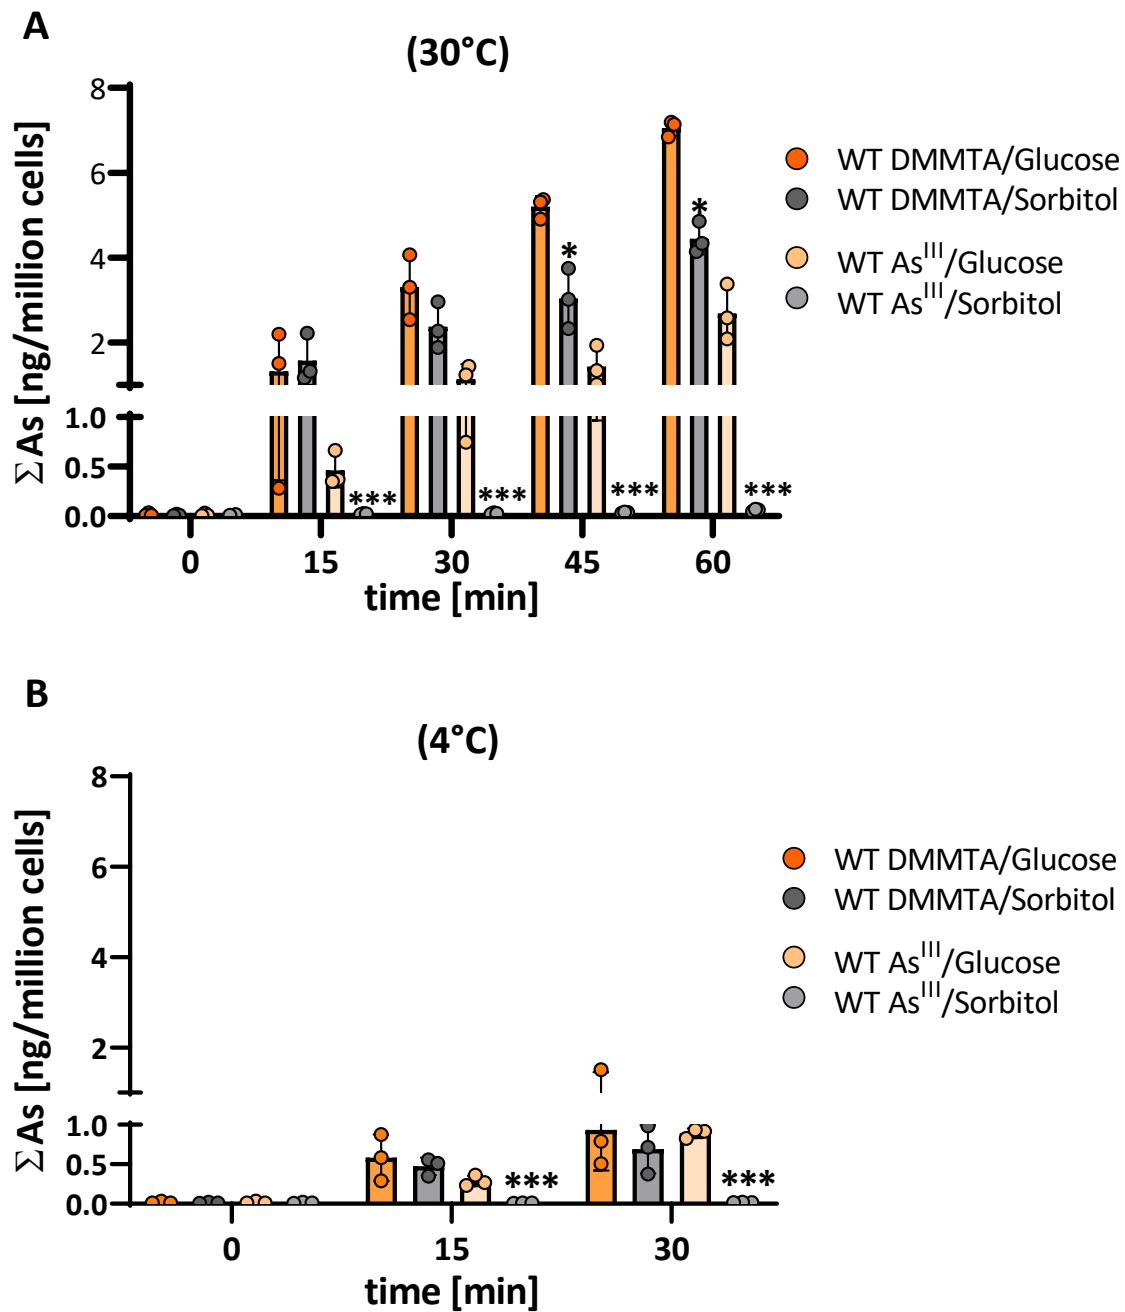 A
(30°C)
ΣAs [ng/million cells]
8
6
4
2
1.0
0.5
0.0
* *
*** *** *** ***
0 15 30 45 60
time [min]
WT DMMTA/Glucose
WT DMMTA/Sorbitol
WT As^III/Glucose
WT As^III/Sorbitol
B
(4°C)
ΣAs [ng/million cells]
8
6
4
2
1.0
0.5
0.0
*** ***
0 15 30
time [min]
WT DMMTA/Glucose
WT DMMTA/Sorbitol
WT As^III/Glucose
WT As^III/Sorbitol